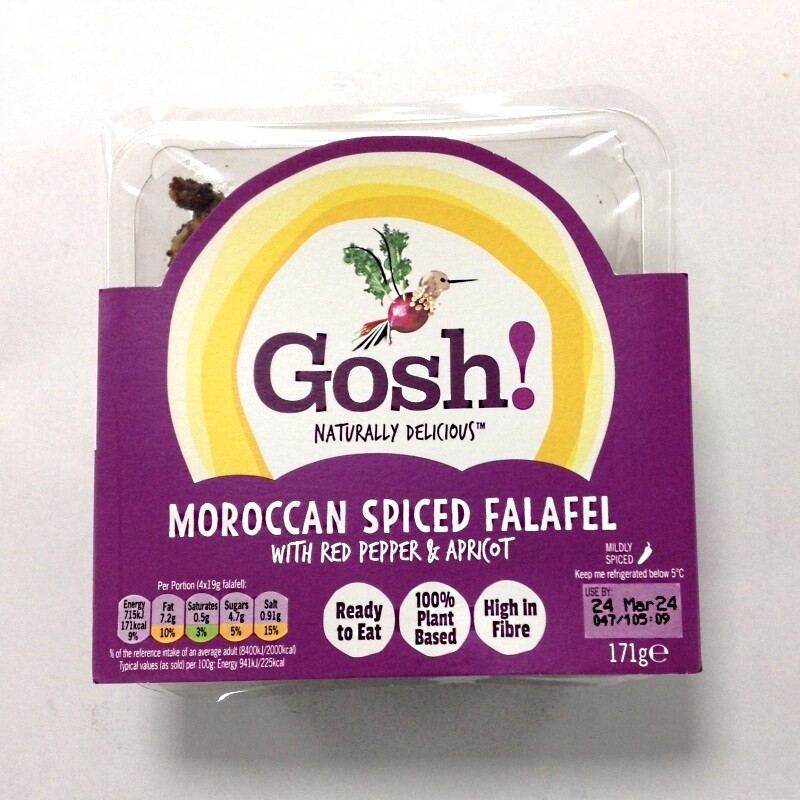 Gosh!
NATURALLY DELICIOUS™
MOROCCAN SPICED FALAFEL
WITH RED PEPPER & APRICOT
MILDLY
SPICED
Keep me refrigerated below 5°C
Per Portion (4x19g falafel):
Energy
715kJ
171kcal
9%
Fat
7.2g
10%
Saturates
0.5g
3%
Sugars
4.7g
5%
Salt
0.91g
15%
% of the reference intake of an average adult (8400kJ/2000kcal)
Typical values (as sold) per 100g: Energy 941kJ/225kcal
Ready
to Eat
100%
Plant
Based
High in
Fibre
USE BY:
24 Mar24
047/105:09
171g℮